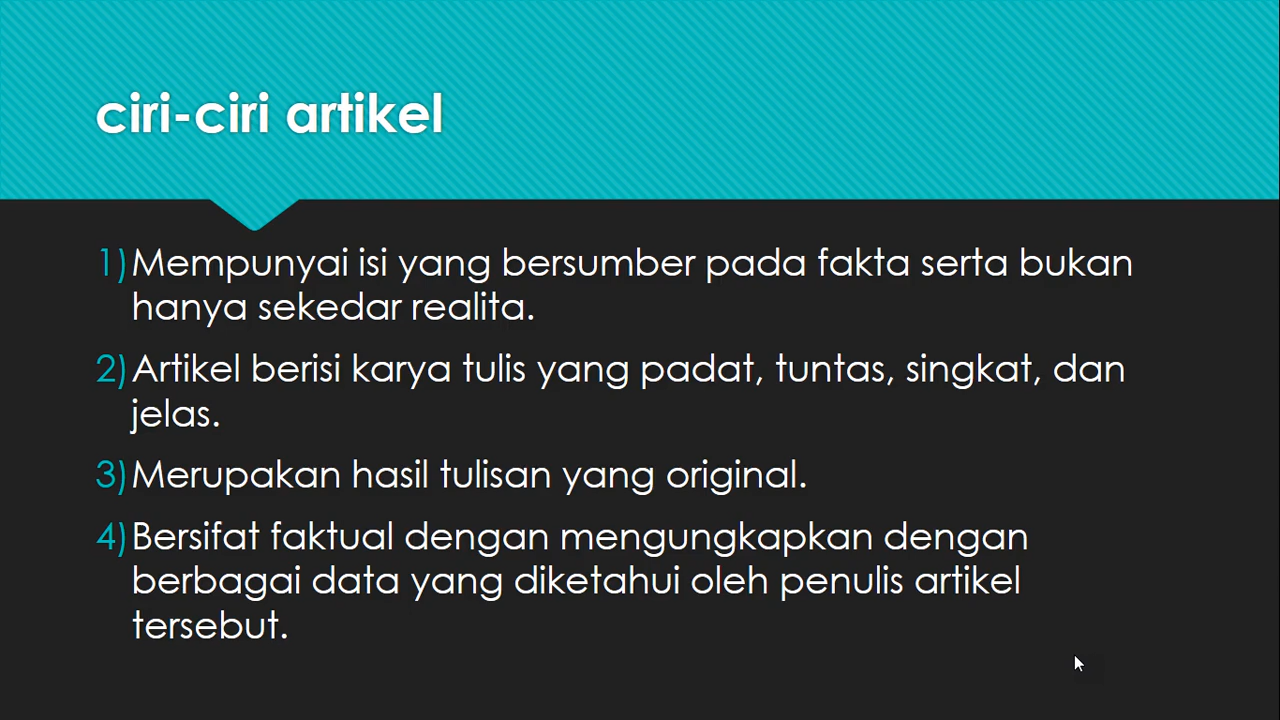 ciri-ciri artikel
1)Mempunyai isi yang bersumber pada fakta serta bukan
hanya sekedar realita.
2)Artikel berisi karya tulis yang padat, tuntas, singkat, dan
jelas.
3)Merupakan hasil tulisan yang original.
4)Bersifat faktual dengan mengungkapkan dengan
berbagai data yang diketahui oleh penulis artikel
tersebut.